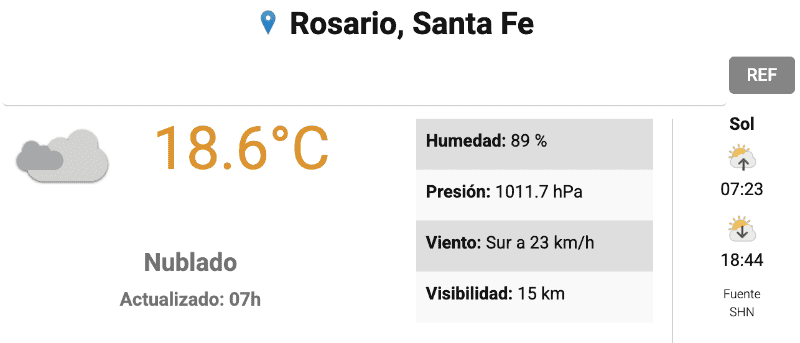 Rosario, Santa Fe
REF
18.6°C
Nublado
Actualizado: 07h
Humedad: 89 %
Presión: 1011.7 hPa
Viento: Sur a 23 km/h
Visibilidad: 15 km
Sol
07:23
18:44
Fuente
SHN